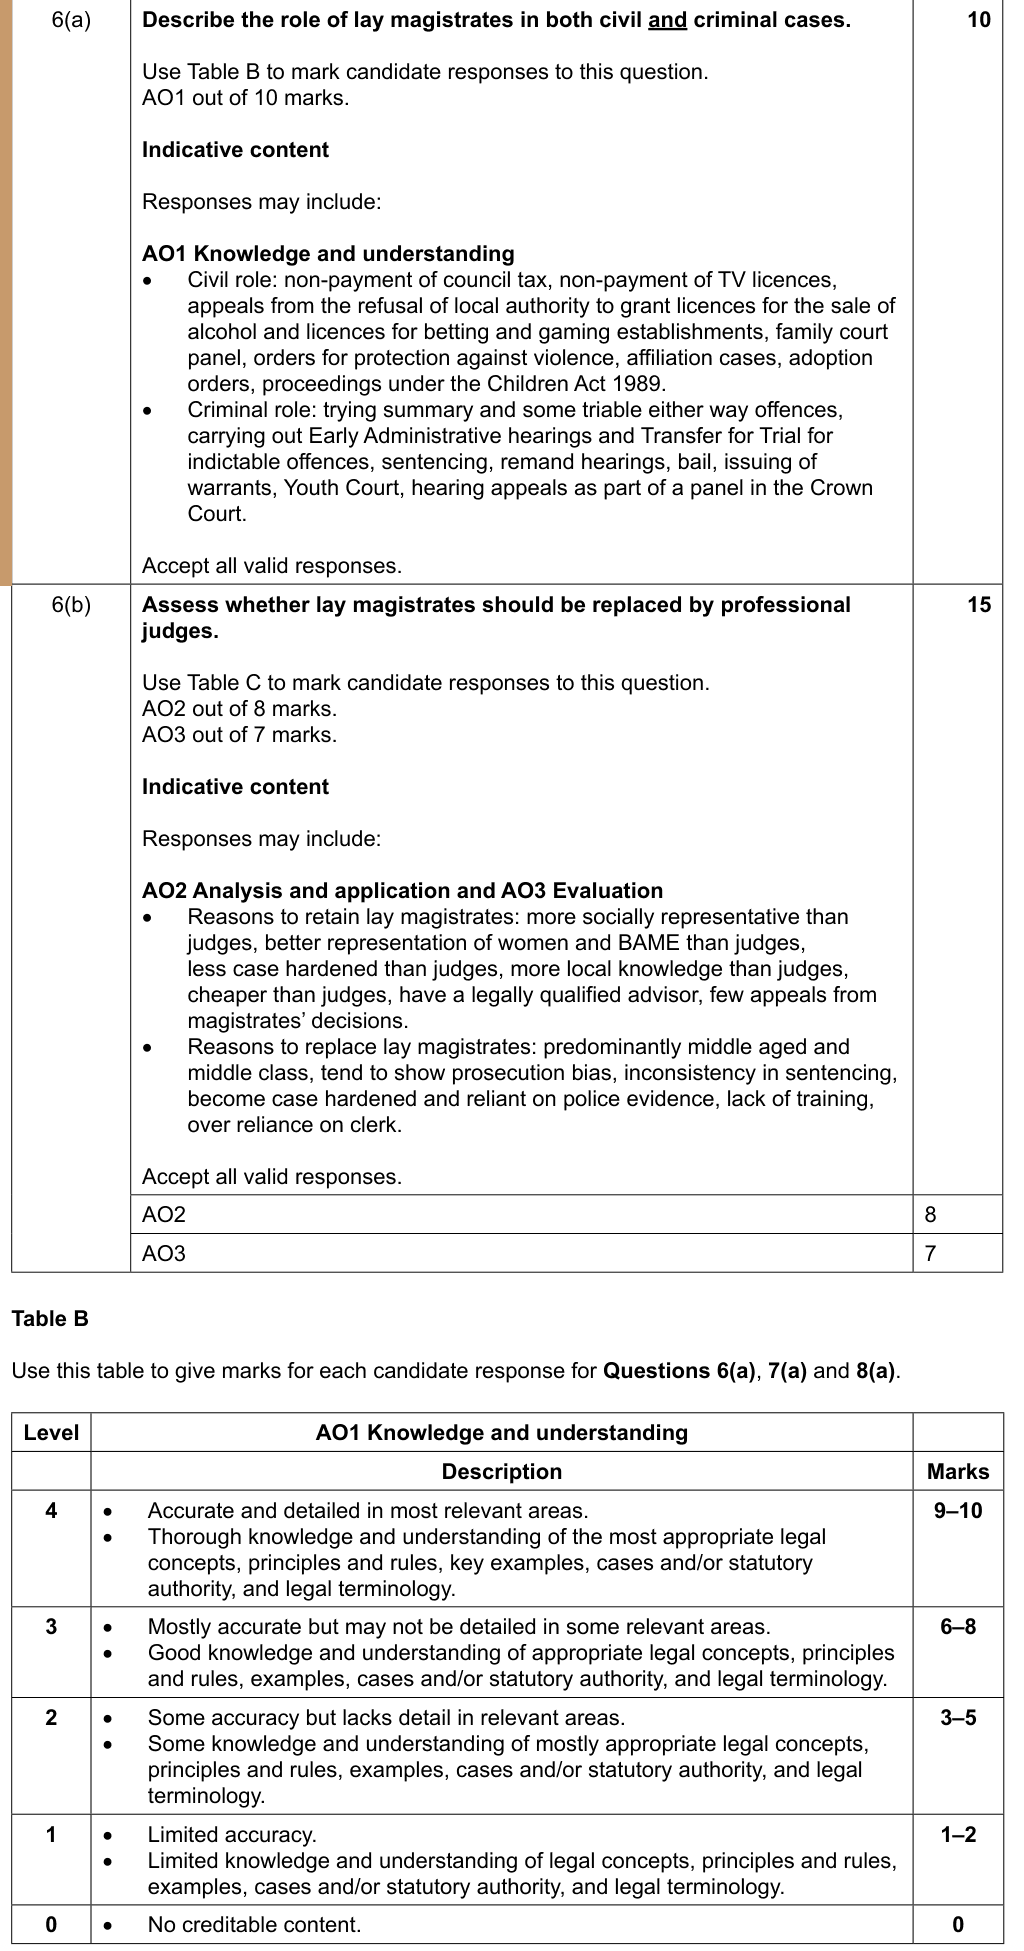 6(a) Describe the role of lay magistrates in both civil and criminal cases. 10
Use Table B to mark candidate responses to this question.
AO1 out of 10 marks.
Indicative content
Responses may include:
AO1 Knowledge and understanding
• Civil role: non-payment of council tax, non-payment of TV licences,
appeals from the refusal of local authority to grant licences for the sale of
alcohol and licences for betting and gaming establishments, family court
panel, orders for protection against violence, affiliation cases, adoption
orders, proceedings under the Children Act 1989.
• Criminal role: trying summary and some triable either way offences,
carrying out Early Administrative hearings and Transfer for Trial for
indictable offences, sentencing, remand hearings, bail, issuing of
warrants, Youth Court, hearing appeals as part of a panel in the Crown
Court.
Accept all valid responses.
6(b) Assess whether lay magistrates should be replaced by professional 15
judges.
Use Table C to mark candidate responses to this question.
AO2 out of 8 marks.
AO3 out of 7 marks.
Indicative content
Responses may include:
AO2 Analysis and application and AO3 Evaluation
• Reasons to retain lay magistrates: more socially representative than
judges, better representation of women and BAME than judges,
less case hardened than judges, more local knowledge than judges,
cheaper than judges, have a legally qualified advisor, few appeals from
magistrates' decisions.
• Reasons to replace lay magistrates: predominantly middle aged and
middle class, tend to show prosecution bias, inconsistency in sentencing,
become case hardened and reliant on police evidence, lack of training,
over reliance on clerk.
Accept all valid responses.
AO2 8
AO3 7
Table B
Use this table to give marks for each candidate response for Questions 6(a), 7(a) and 8(a).
Level AO1 Knowledge and understanding
Description Marks
4 • Accurate and detailed in most relevant areas. 9–10
• Thorough knowledge and understanding of the most appropriate legal
concepts, principles and rules, key examples, cases and/or statutory
authority, and legal terminology.
3 • Mostly accurate but may not be detailed in some relevant areas. 6–8
• Good knowledge and understanding of appropriate legal concepts, principles
and rules, examples, cases and/or statutory authority, and legal terminology.
2 • Some accuracy but lacks detail in relevant areas. 3–5
• Some knowledge and understanding of mostly appropriate legal concepts,
principles and rules, examples, cases and/or statutory authority, and legal
terminology.
1 • Limited accuracy. 1–2
• Limited knowledge and understanding of legal concepts, principles and rules,
examples, cases and/or statutory authority, and legal terminology.
0 • No creditable content. 0